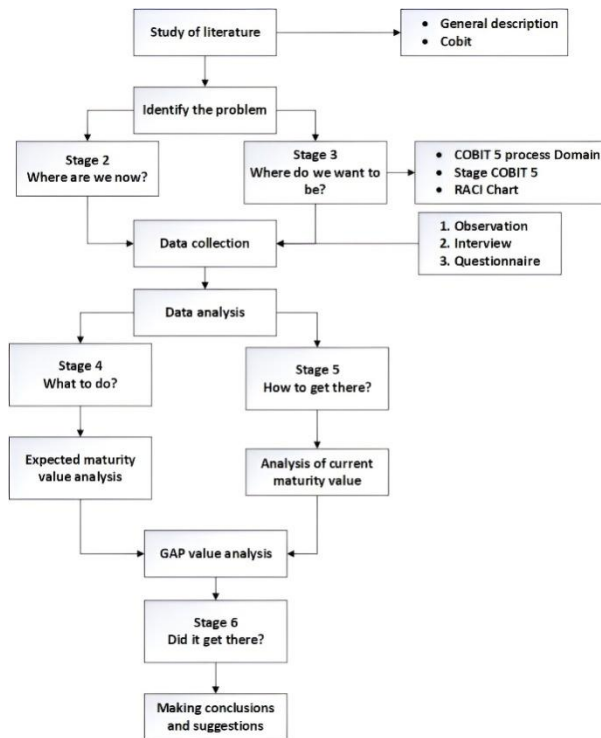 Study of literature
• General description
• Cobit
Identify the problem
Stage 2
Where are we now?
Stage 3
Where do we want to
be?
• COBIT 5 process Domain
• Stage COBIT 5
• RACI Chart
Data collection
1. Observation
2. Interview
3. Questionnaire
Data analysis
Stage 4
What to do?
Stage 5
How to get there?
Expected maturity
value analysis
Analysis of current
maturity value
GAP value analysis
Stage 6
Did it get there?
Making conclusions
and suggestions